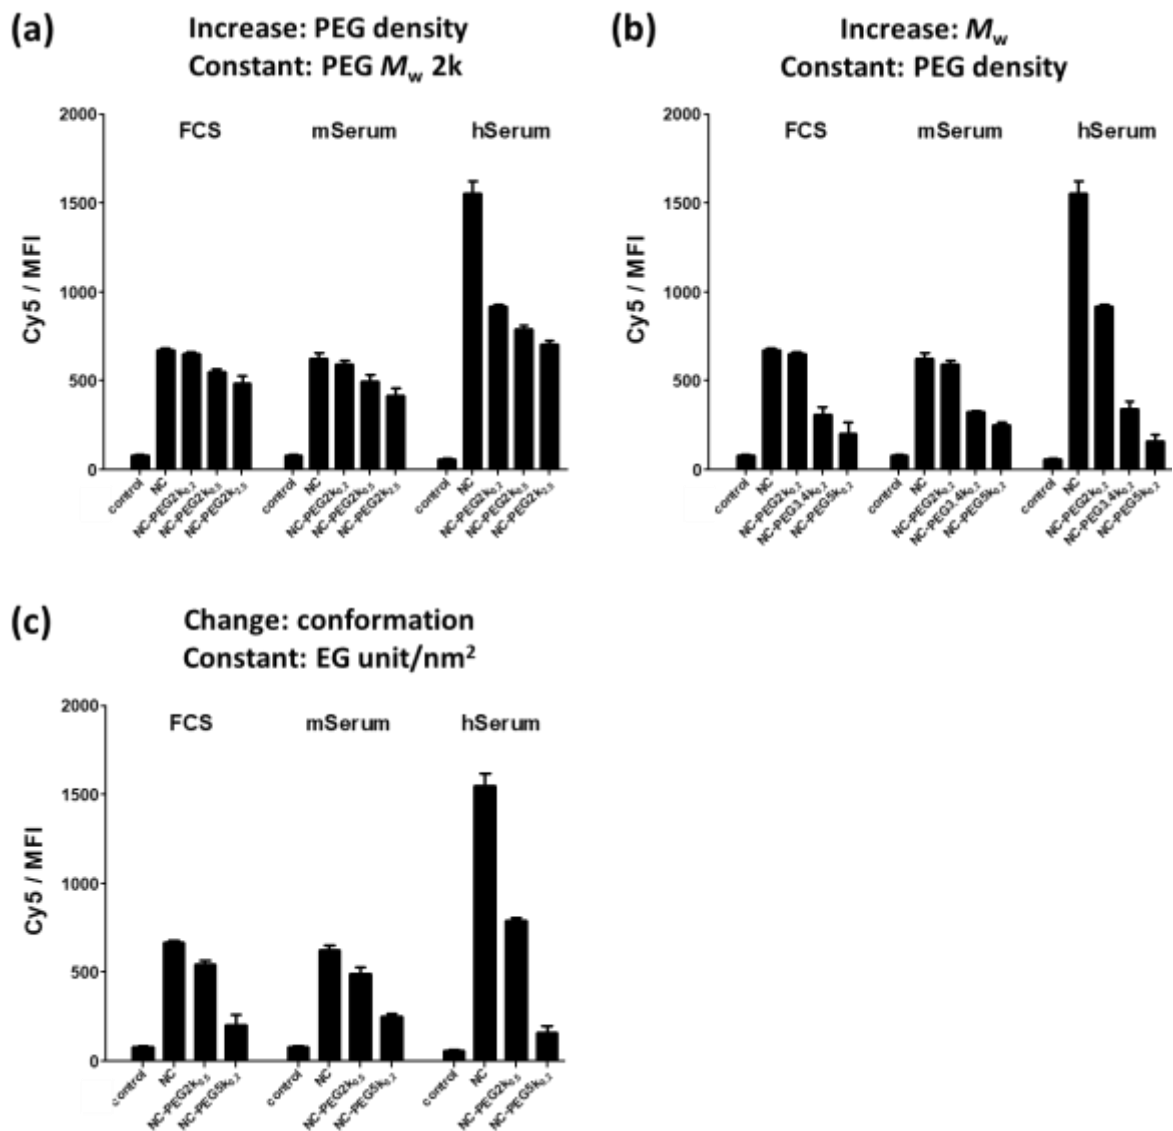 (a)
Increase: PEG density
Constant: PEG Mw 2k
Cy5 / MFI
2000
1500
1000
500
0
FCS
mSerum
hSerum
control
NC
NC-PEG2k0.2
NC-PEG2k0.5
NC-PEG2k2.5
control
NC
NC-PEG2k0.2
NC-PEG2k0.5
NC-PEG2k2.5
control
NC
NC-PEG2k0.2
NC-PEG2k0.5
NC-PEG2k2.5
(b)
Increase: Mw
Constant: PEG density
Cy5 / MFI
2000
1500
1000
500
0
FCS
mSerum
hSerum
control
NC
NC-PEG2k0.2
NC-PEG3.4k0.2
NC-PEG5k0.2
control
NC
NC-PEG2k0.2
NC-PEG3.4k0.2
NC-PEG5k0.2
control
NC
NC-PEG2k0.2
NC-PEG3.4k0.2
NC-PEG5k0.2
(c)
Change: conformation
Constant: EG unit/nm²
Cy5 / MFI
2000
1500
1000
500
0
FCS
mSerum
hSerum
control
NC
NC-PEG2k0.5
NC-PEG5k0.2
control
NC
NC-PEG2k0.5
NC-PEG5k0.2
control
NC
NC-PEG2k0.5
NC-PEG5k0.2